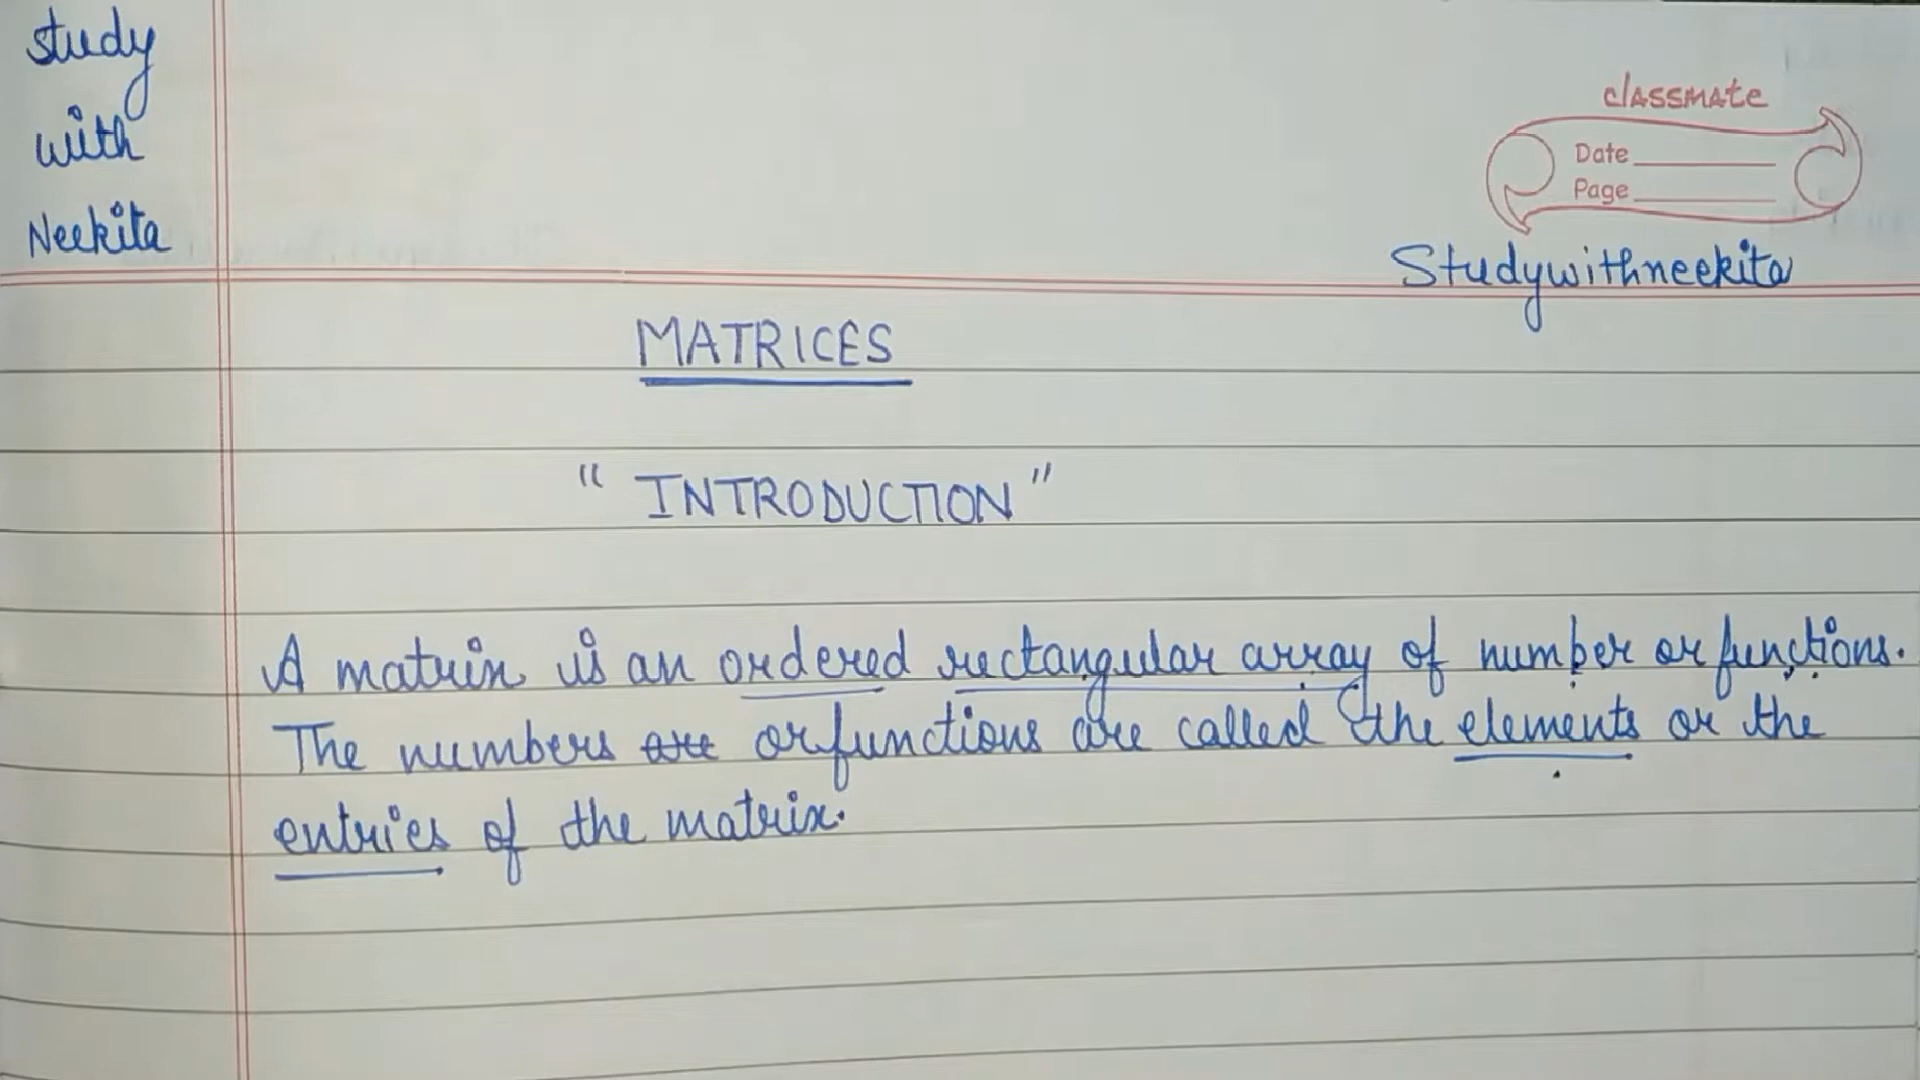 study
with
Neekita
classmate
Date
Page
Studywithneekita
MATRICES
" INTRODUCTION "
A matrix is an ordered rectangular array of number or functions.
The numbers are or functions are called the elements or the
entries of the matrix.